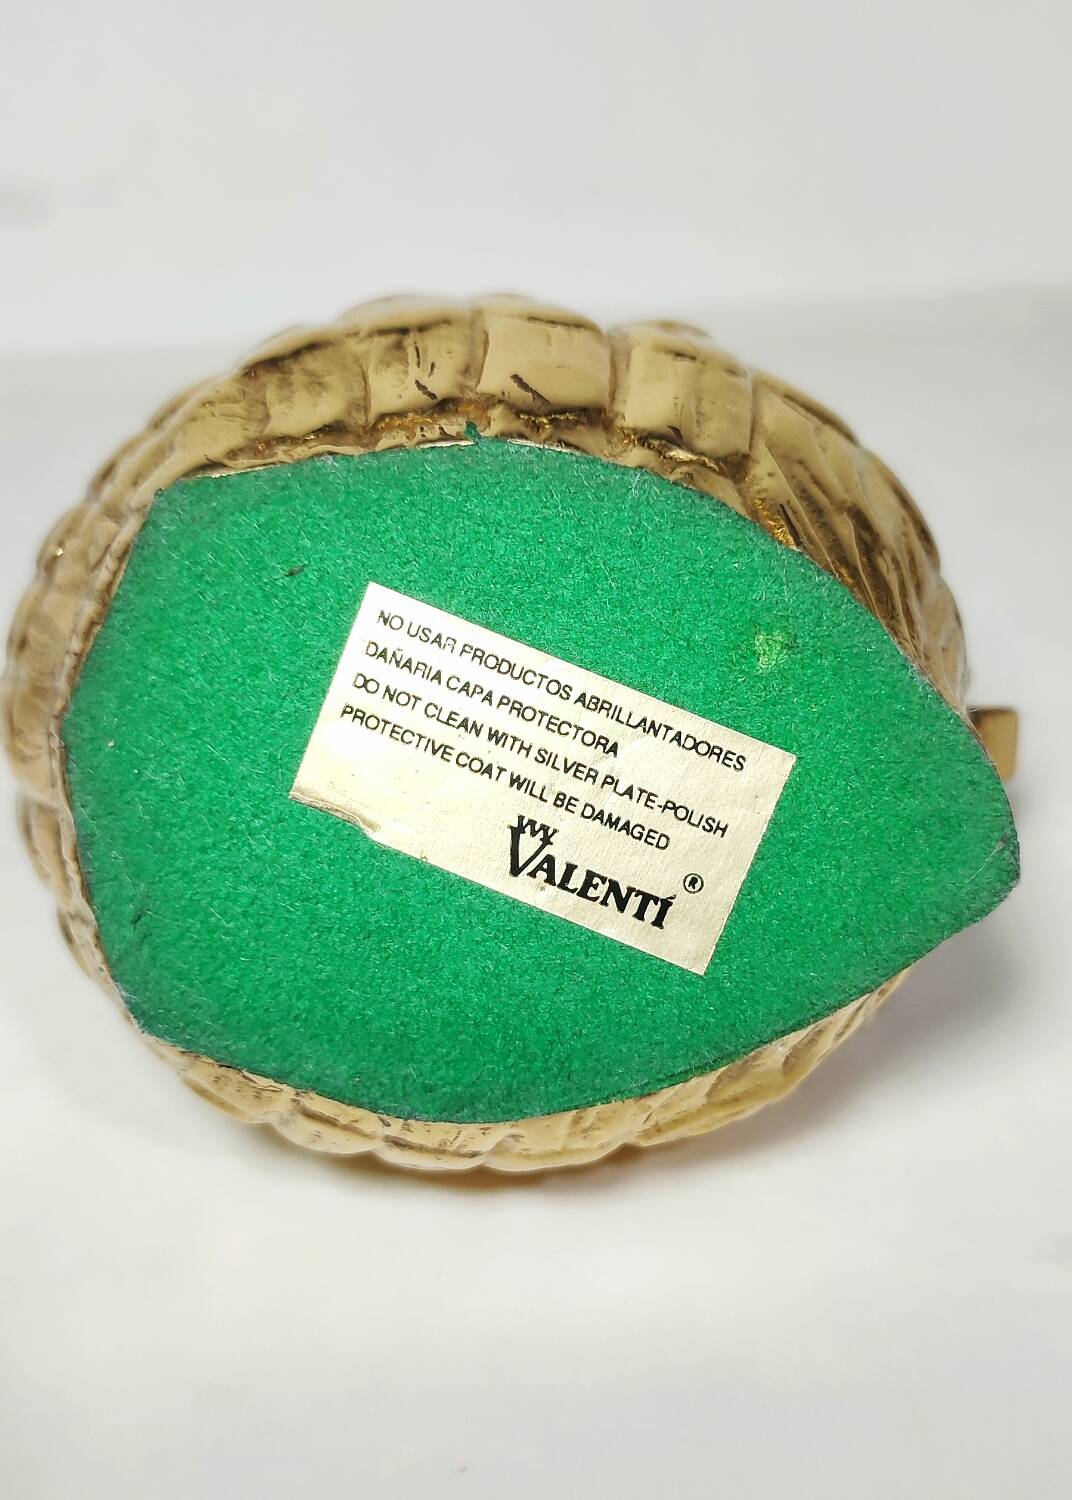 NO USAR PRODUCTOS ABRILLANTADORES
DAÑARIA CAPA PROTECTORA
DO NOT CLEAN WITH SILVER PLATE-POLISH
PROTECTIVE COAT WILL BE DAMAGED
VALENTÍ ®